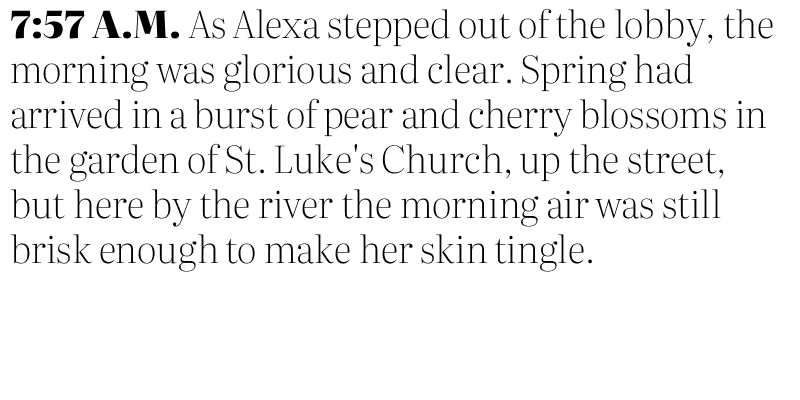 7:57 A.M. As Alexa stepped out of the lobby, the
morning was glorious and clear. Spring had
arrived in a burst of pear and cherry blossoms in
the garden of St. Luke's Church, up the street,
but here by the river the morning air was still
brisk enough to make her skin tingle.